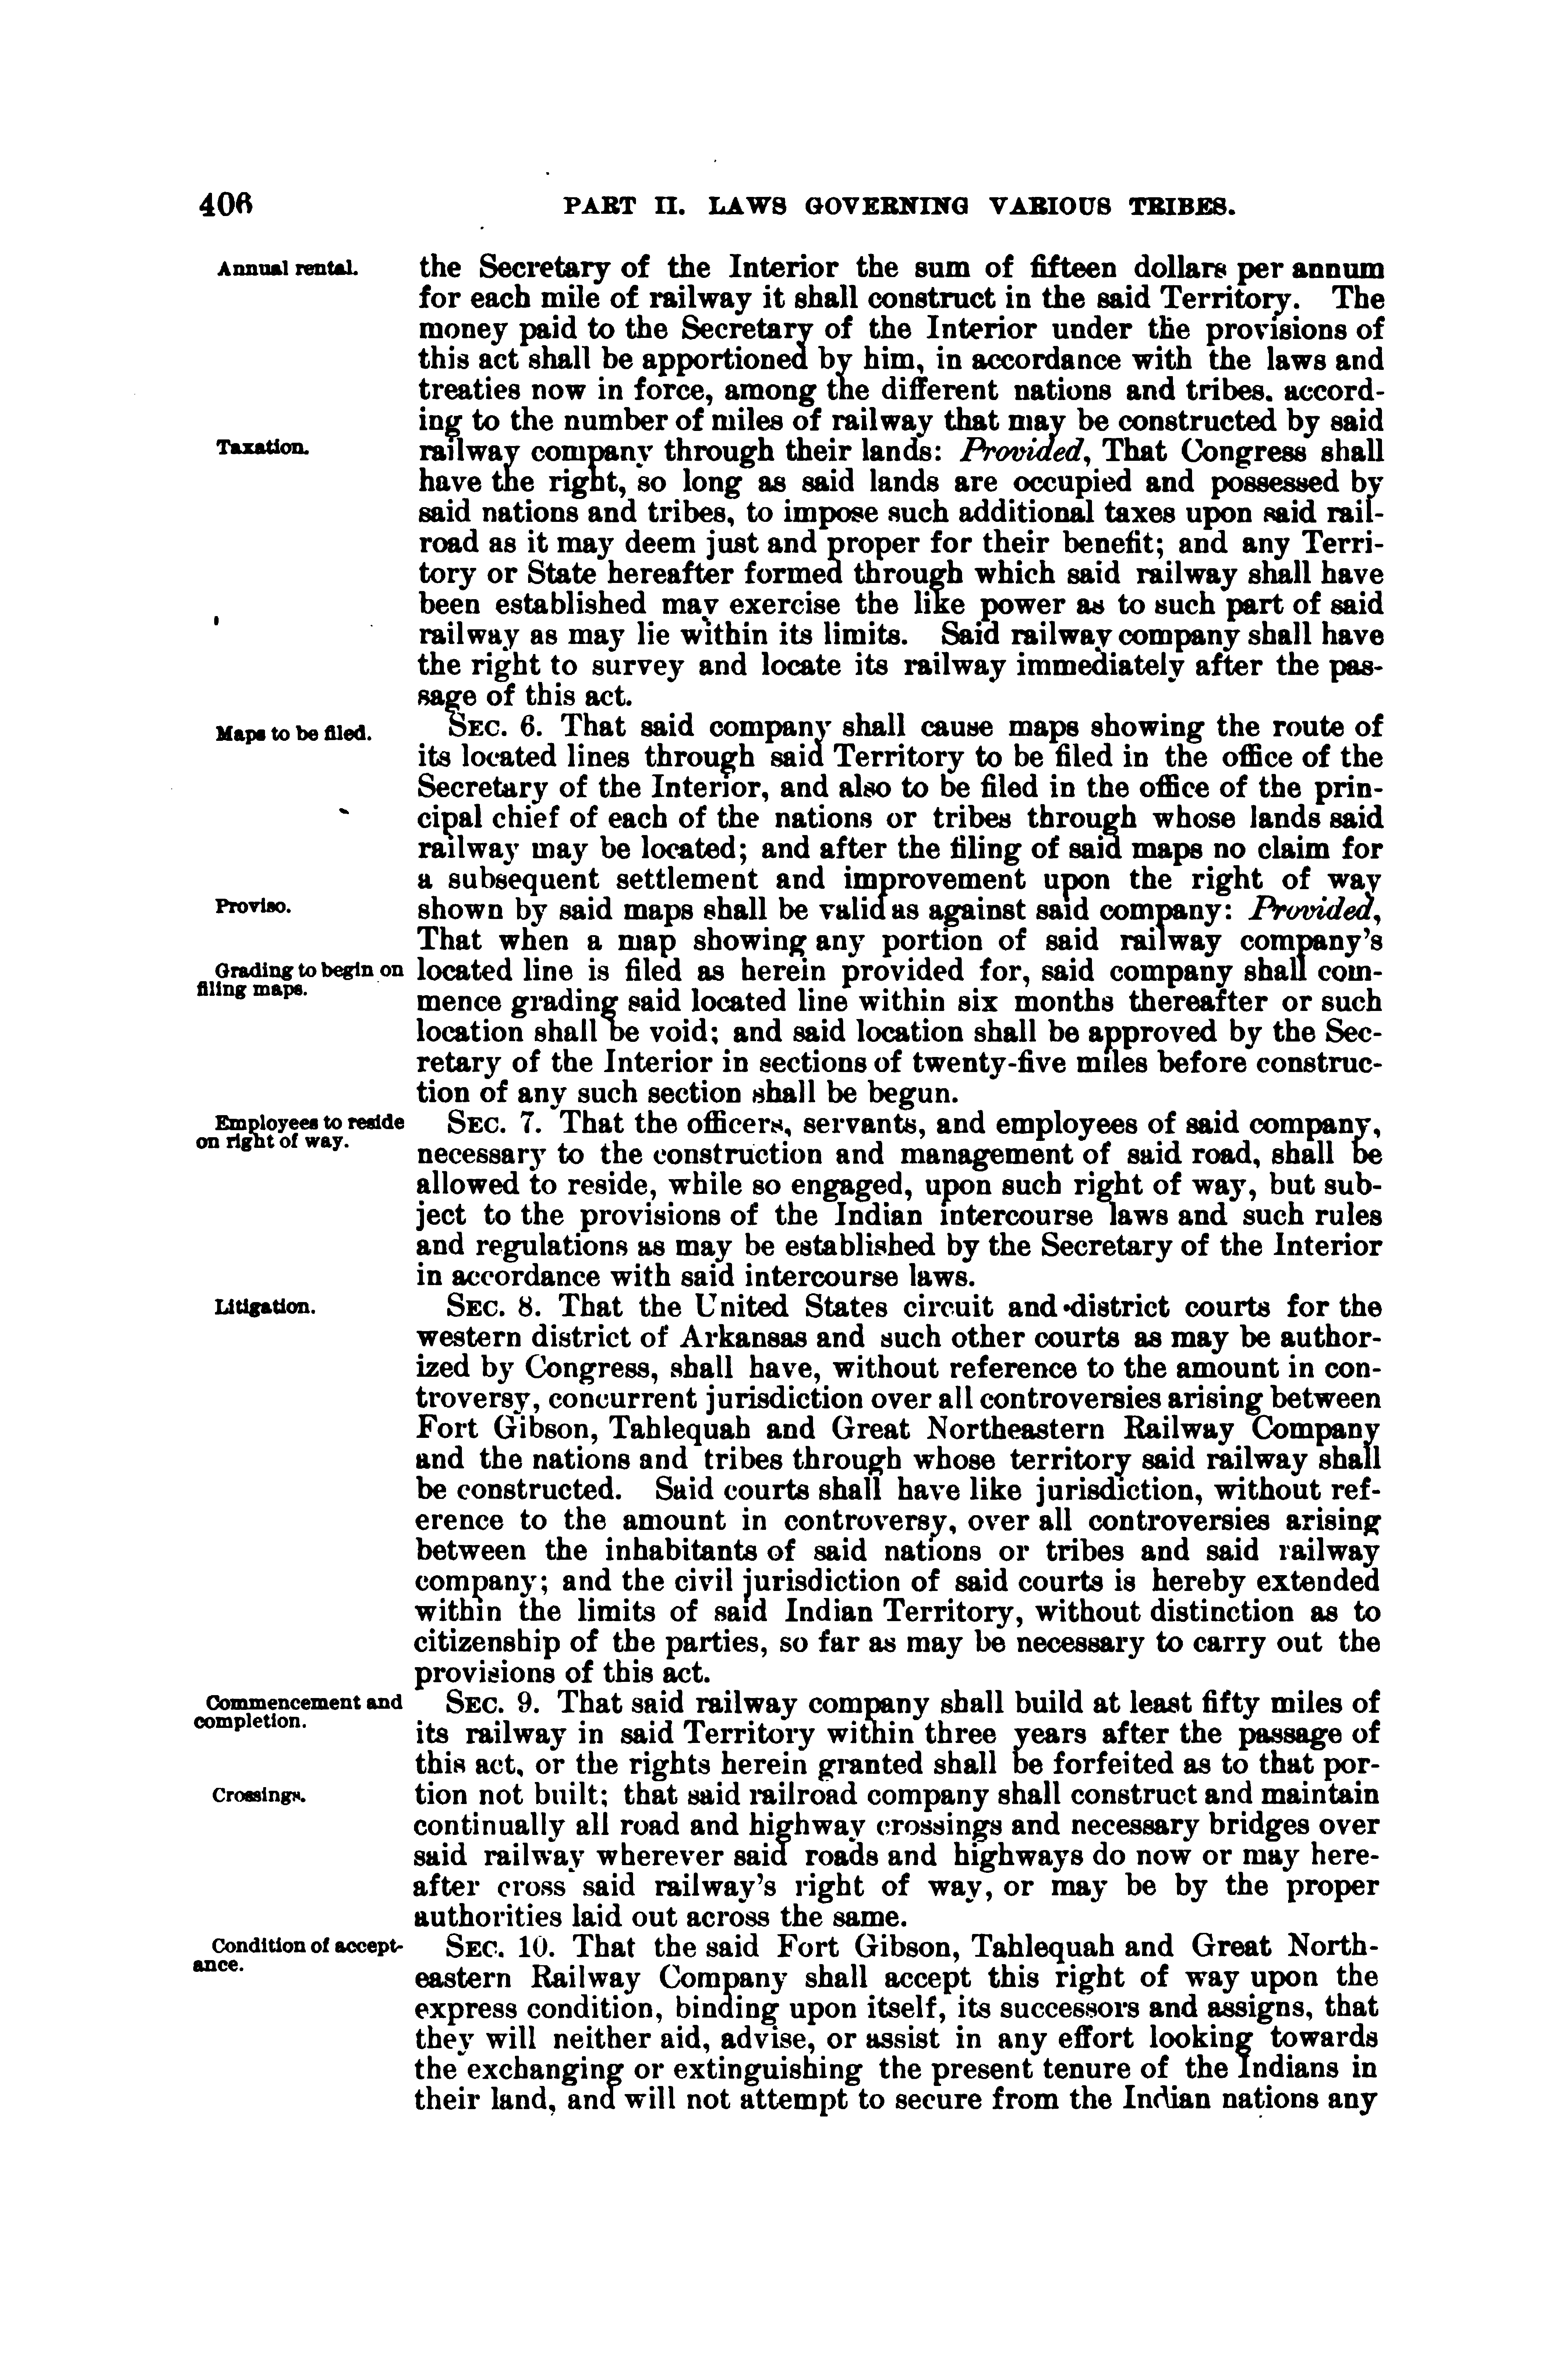 406
PART II. LAWS GOVERNING VARIOUS TRIBES.
Annual rental.
the Secretary of the Interior the sum of fifteen dollars per annum
for each mile of railway it shall construct in the said Territory. The
money paid to the Secretary of the Interior under the provisions of
this act shall be apportioned by him, in accordance with the laws and
treaties now in force, among the different nations and tribes. accord-
ing to the number of miles of railway that may be constructed by said
Taxation.
railway company through their lands: Provided, That Congress shall
have the right, so long as said lands are occupied and possessed by
said nations and tribes, to impose such additional taxes upon said rail-
road as it may deem just and proper for their benefit; and any Terri-
tory or State hereafter formed through which said railway shall have
been established may exercise the like power as to such part of said
railway as may lie within its limits. Said railway company shall have
the right to survey and locate its railway immediately after the pas-
sage of this act.
Maps to be filed.
SEC. 6. That said company shall cause maps showing the route of
its located lines through said Territory to be filed in the office of the
Secretary of the Interior, and also to be filed in the office of the prin-
cipal chief of each of the nations or tribes through whose lands said
railway may be located; and after the filing of said maps no claim for
a subsequent settlement and improvement upon the right of way
Proviso.
shown by said maps shall be valid as against said company: Provided,
That when a map showing any portion of said railway company's
Grading to begin on
filing maps.
located line is filed as herein provided for, said company shall com-
mence grading said located line within six months thereafter or such
location shall be void; and said location shall be approved by the Sec-
retary of the Interior in sections of twenty-five miles before construc-
tion of any such section shall be begun.
Employees to reside
on right of way.
SEC. 7. That the officers, servants, and employees of said company,
necessary to the construction and management of said road, shall be
allowed to reside, while so engaged, upon such right of way, but sub-
ject to the provisions of the Indian intercourse laws and such rules
and regulations as may be established by the Secretary of the Interior
in accordance with said intercourse laws.
Litigation.
SEC. 8. That the United States circuit and district courts for the
western district of Arkansas and such other courts as may be author-
ized by Congress, shall have, without reference to the amount in con-
troversy, concurrent jurisdiction over all controversies arising between
Fort Gibson, Tahlequah and Great Northeastern Railway Company
and the nations and tribes through whose territory said railway shall
be constructed. Said courts shall have like jurisdiction, without ref-
erence to the amount in controversy, over all controversies arising
between the inhabitants of said nations or tribes and said railway
company; and the civil jurisdiction of said courts is hereby extended
within the limits of said Indian Territory, without distinction as to
citizenship of the parties, so far as may be necessary to carry out the
provisions of this act.
Commencement and
completion.
SEC. 9. That said railway company shall build at least fifty miles of
its railway in said Territory within three years after the passage of
this act, or the rights herein granted shall be forfeited as to that por-
Crossings.
tion not built; that said railroad company shall construct and maintain
continually all road and highway crossings and necessary bridges over
said railway wherever said roads and highways do now or may here-
after cross said railway's right of way, or may be by the proper
authorities laid out across the same.
Condition of accept-
ance.
SEC. 10. That the said Fort Gibson, Tahlequah and Great North-
eastern Railway Company shall accept this right of way upon the
express condition, binding upon itself, its successors and assigns, that
they will neither aid, advise, or assist in any effort looking towards
the exchanging or extinguishing the present tenure of the Indians in
their land, and will not attempt to secure from the Indian nations any